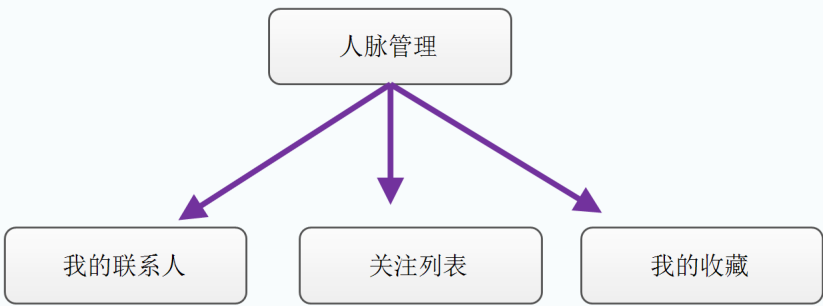 人脉管理
我的联系人
关注列表
我的收藏